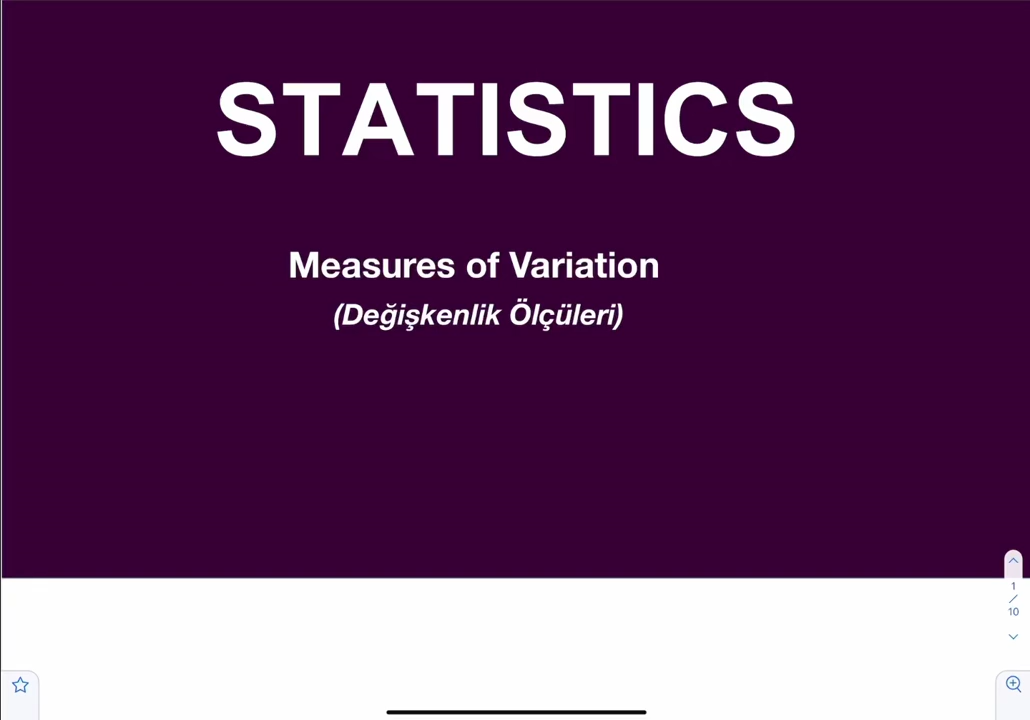 STATISTICS
Measures of Variation
(Değişkenlik Ölçüleri)
1
/
10